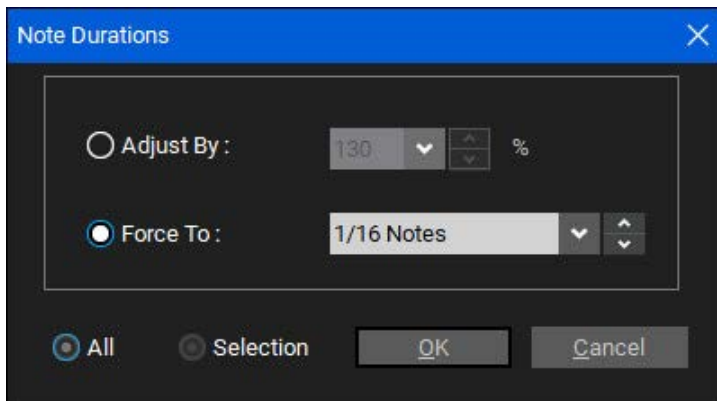 Note Durations
Adjust By :
130
%
Force To :
1/16 Notes
All
Selection
OK
Cancel